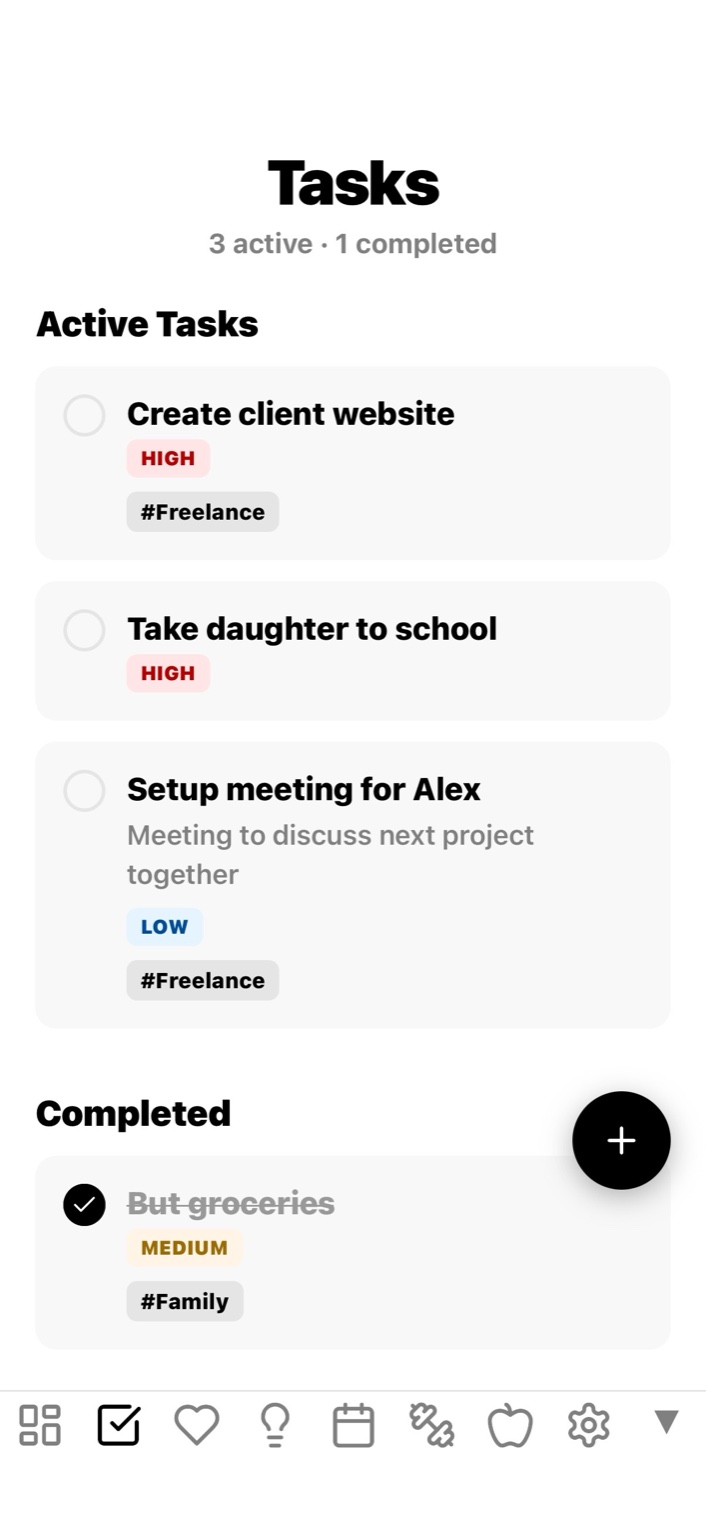 Tasks
3 active · 1 completed
Active Tasks
Create client website
HIGH
#Freelance
Take daughter to school
HIGH
Setup meeting for Alex
Meeting to discuss next project
together
LOW
#Freelance
Completed
But groceries
MEDIUM
#Family